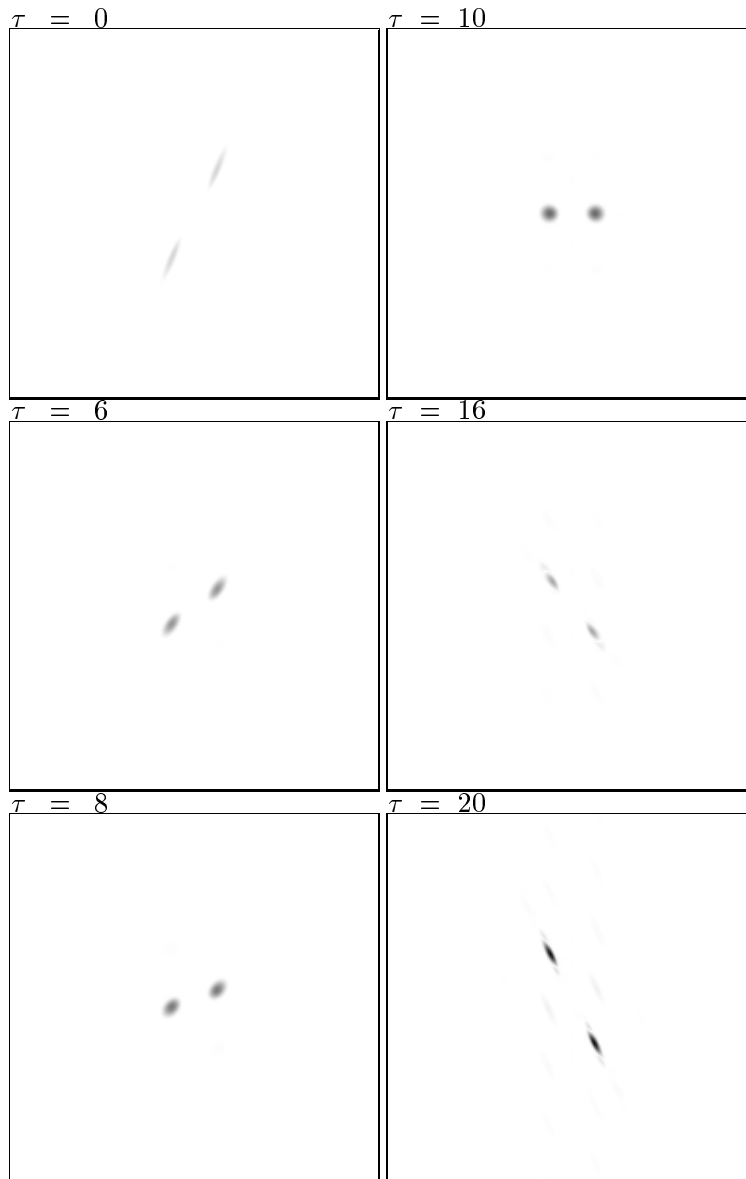 τ = 0
τ = 10
τ = 6
τ = 16
τ = 8
τ = 20